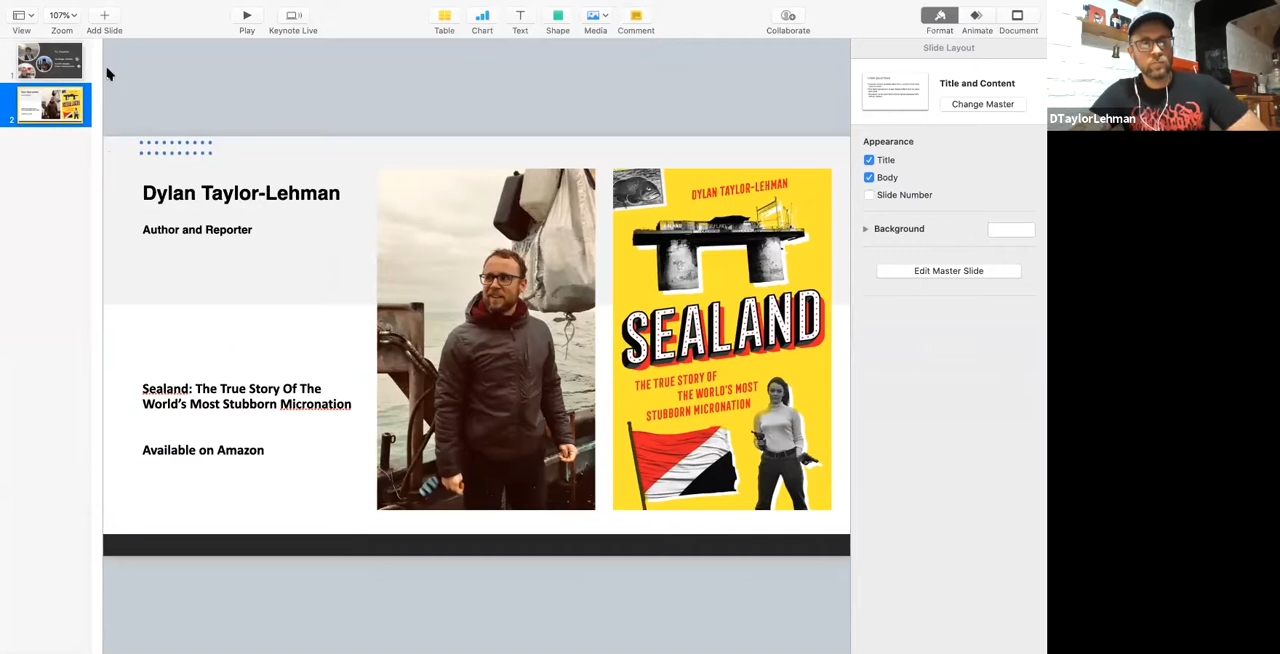 107%
View
Zoom
Add Slide
Play
Keynote Live
Table
Chart
Text
Shape
Media
Comment
Collaborate
Format
Animate
Document
1
2
Dylan Taylor-Lehman
Author and Reporter
Sealand: The True Story Of The
World's Most Stubborn Micronation
Available on Amazon
DYLAN TAYLOR-LEHMAN
SEALAND
THE TRUE STORY OF
THE WORLD'S MOST
STUBBORN MICRONATION
Slide Layout
Title and Content
Change Master
Appearance
Title
Body
Slide Number
Background
Edit Master Slide
DTaylorLehman